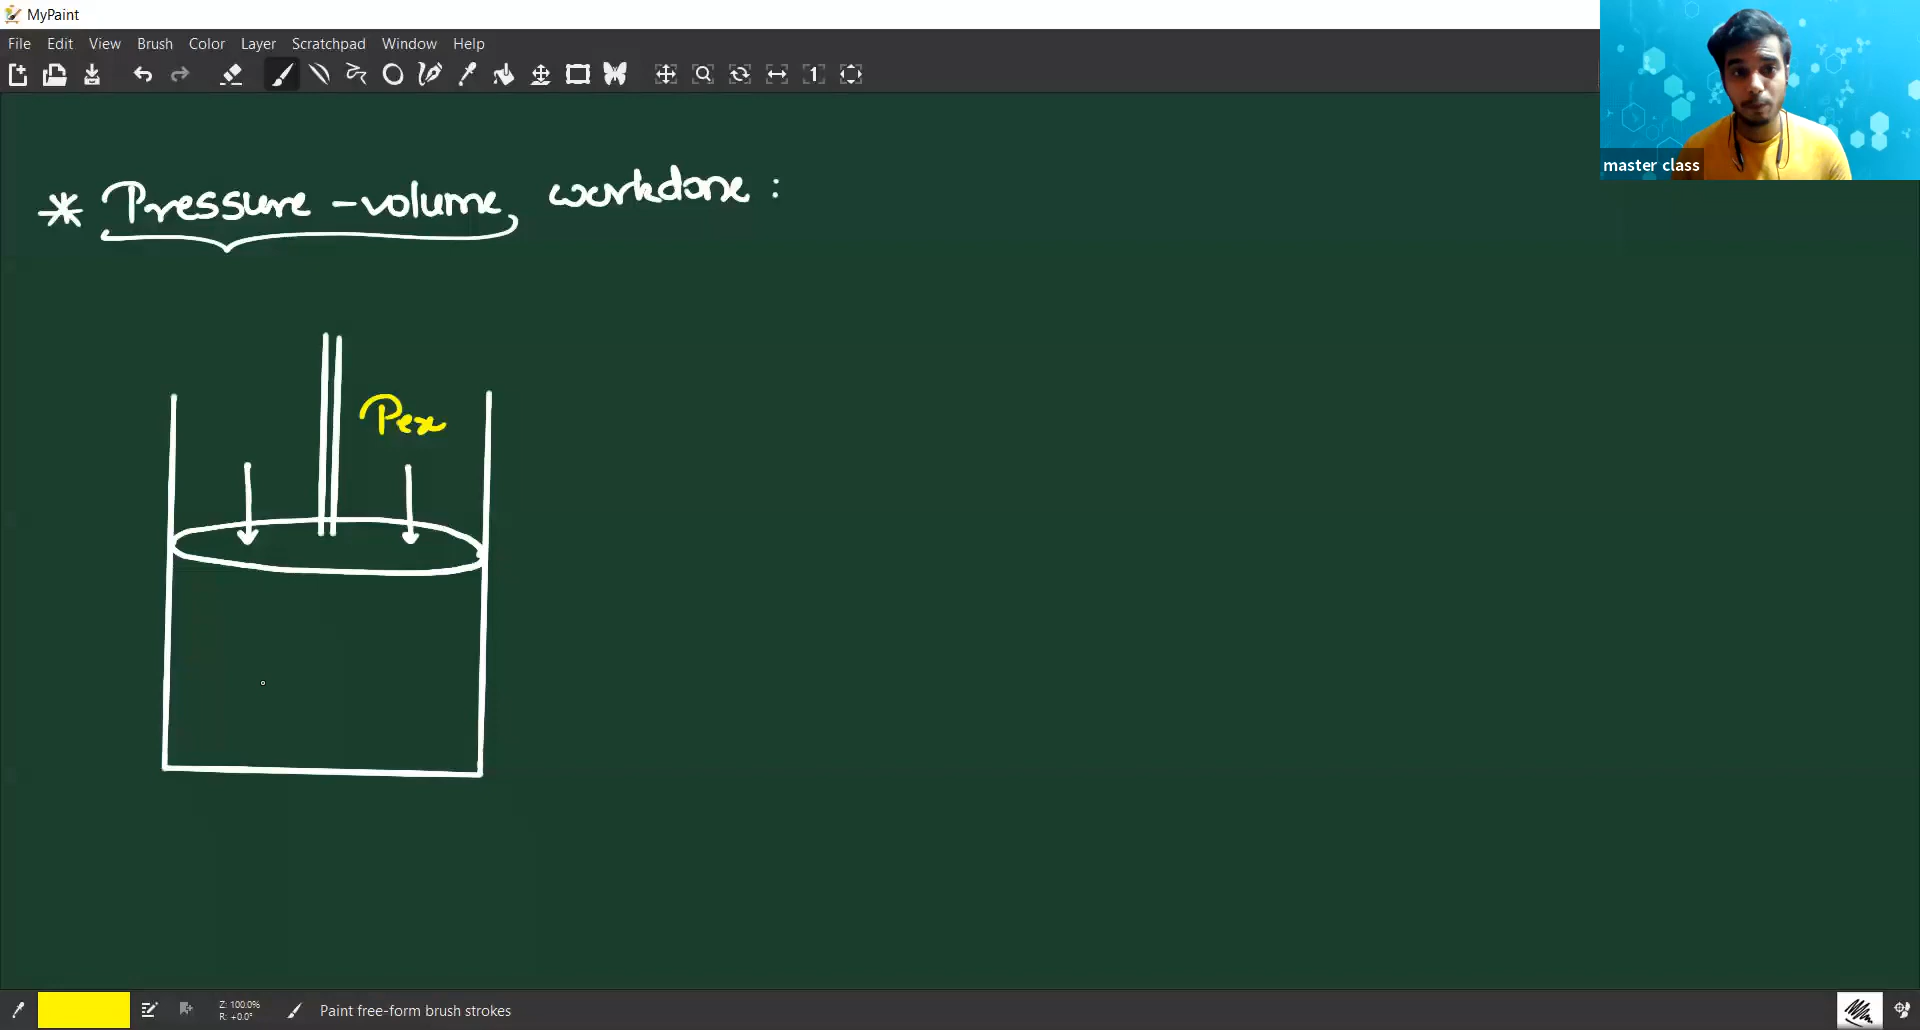 MyPaint
File Edit View Brush Color Layer Scratchpad Window Help
1
master class
* Pressure - volume, workdone :
Pex
Z: 100.0%
R: +0.0°
Paint free-form brush strokes